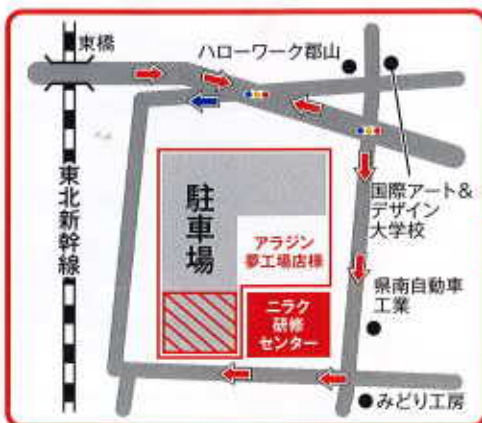 東橋
ハローワーク郡山
東北新幹線
駐車場
アラジン
夢工場店様
ニラク
研修
センター
国際アート&
デザイン
大学校
県南自動車
工業
みどり工房